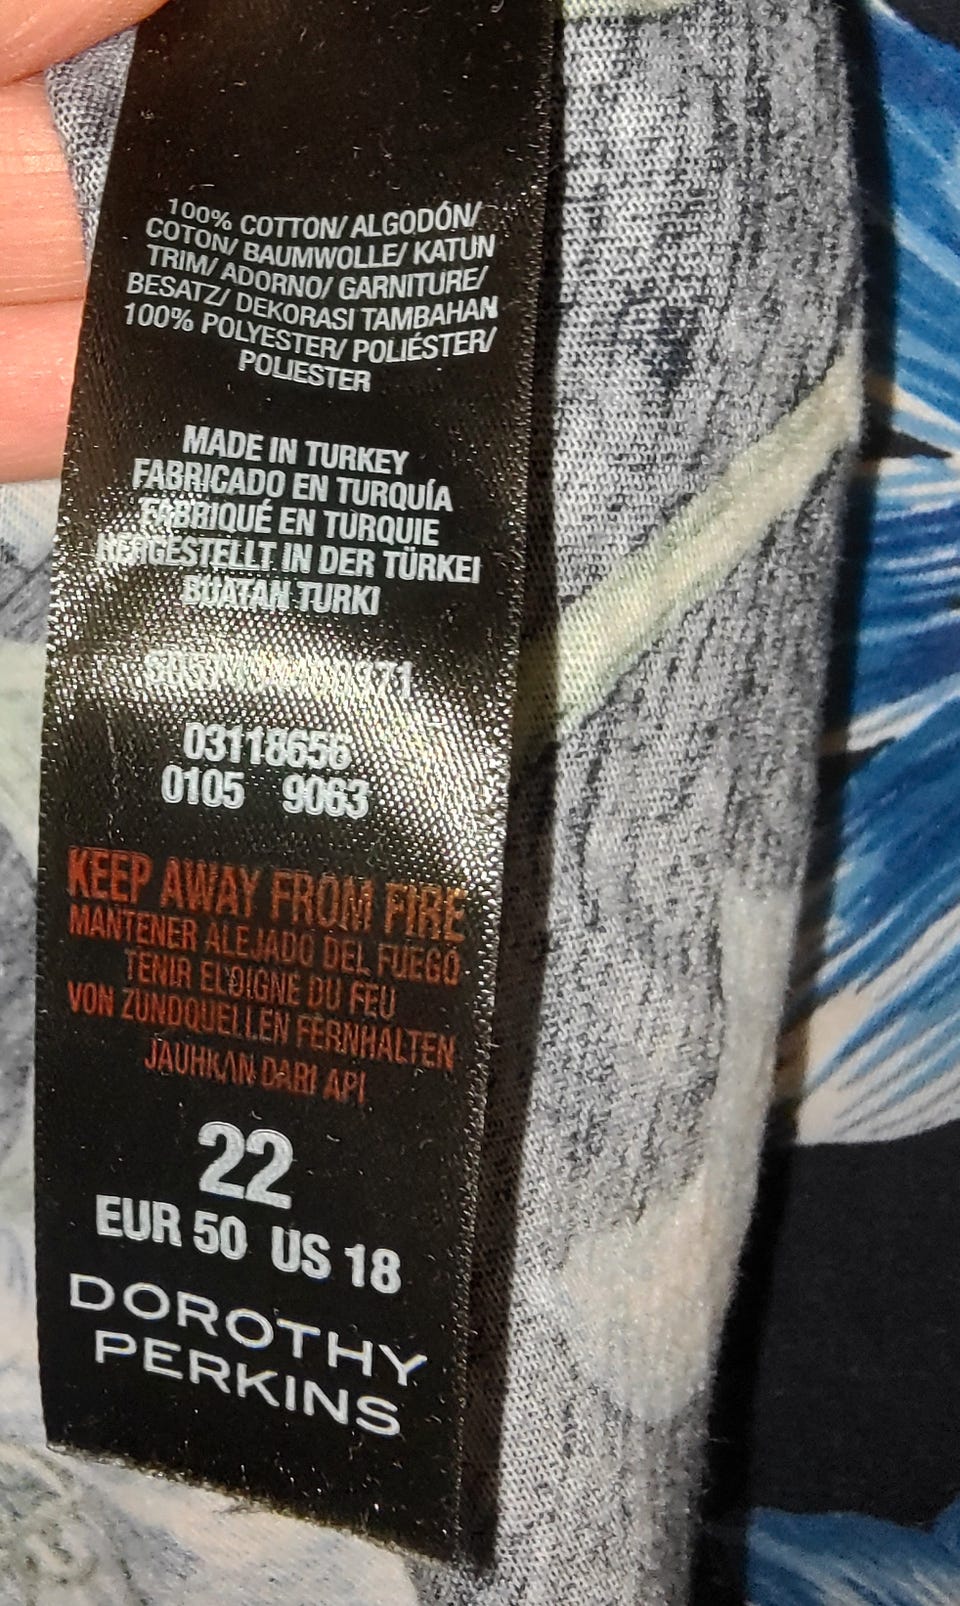 100% COTTON/ ALGODÓN/
COTON/ BAUMWOLLE/ KATUN
TRIM/ ADORNO/ GARNITURE/
BESATZ/ DEKORASI TAMBAHAN
100% POLYESTER/ POLIÉSTER/
POLIESTER
MADE IN TURKEY
FABRICADO EN TURQUÍA
FABRIQUÉ EN TURQUIE
HERGESTELLT IN DER TÜRKEI
BUATAN TURKI
03118656
0105 9063
KEEP AWAY FROM FIRE
MANTENER ALEJADO DEL FUEGO
TENIR ELOIGNE DU FEU
VON ZUNDQUELLEN FERNHALTEN
JAUHKAN DARI API
22
EUR 50 US 18
DOROTHY
PERKINS